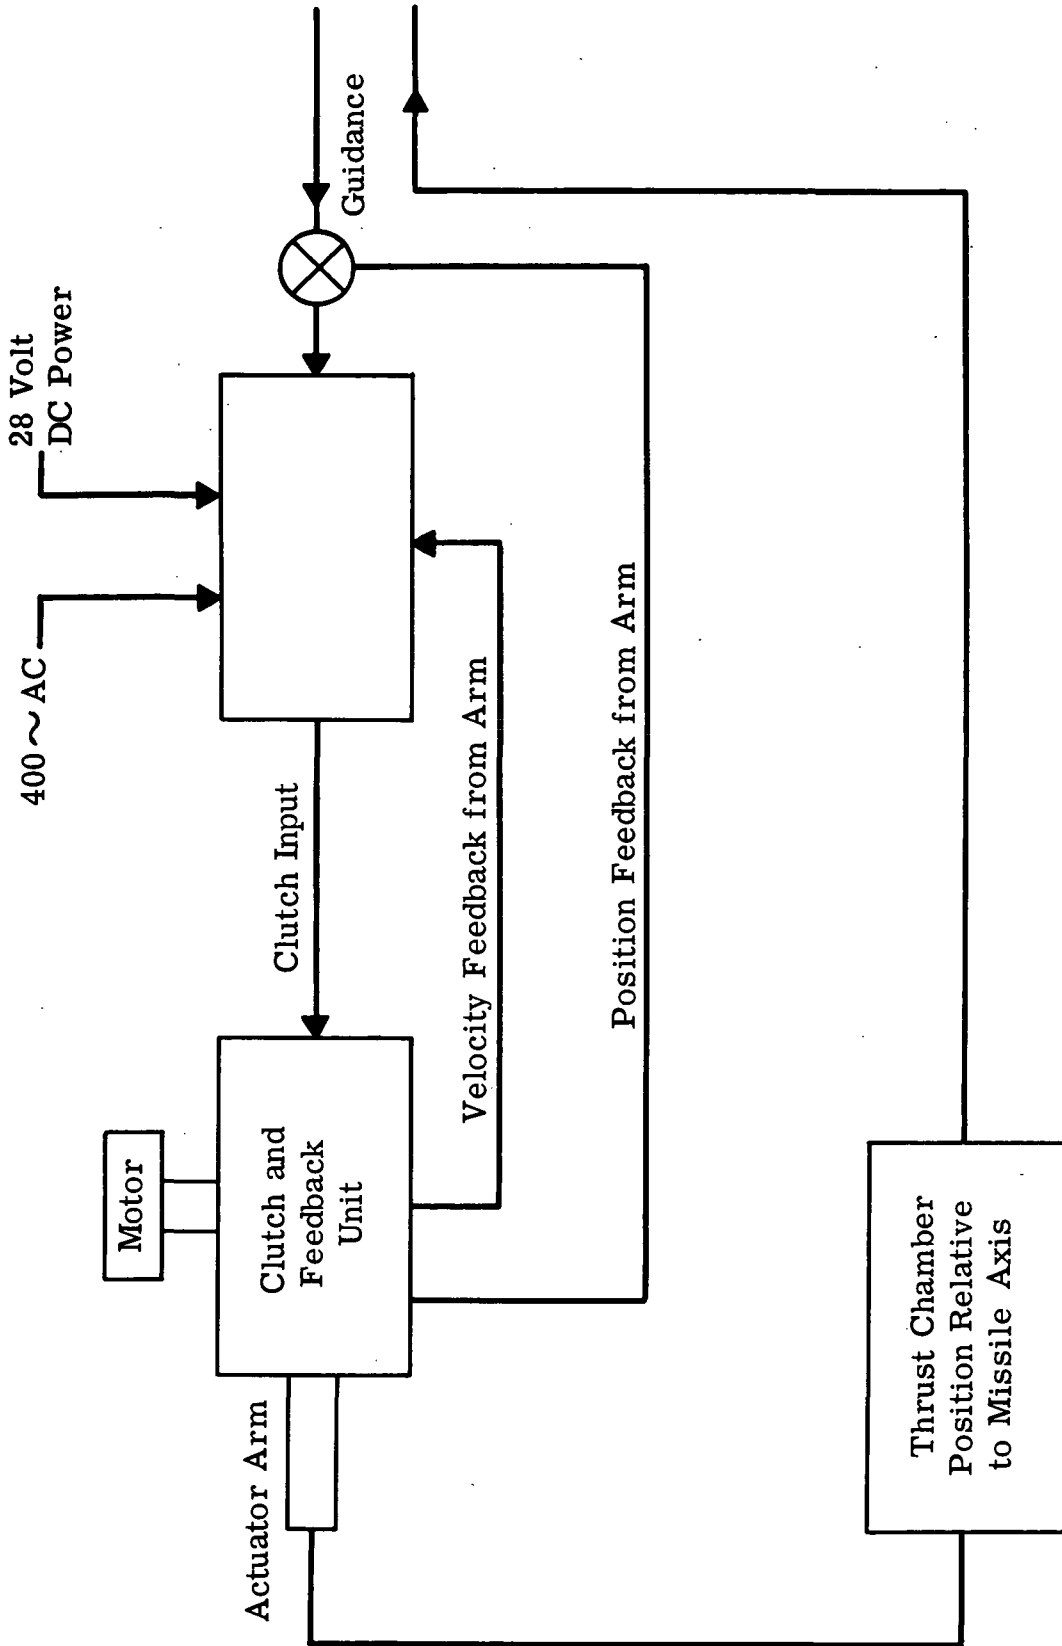 400 ~ AC
28 Volt
DC Power
Guidance
Clutch Input
Motor
Clutch and
Feedback
Unit
Actuator Arm
Velocity Feedback from Arm
Position Feedback from Arm
Thrust Chamber
Position Relative
to Missile Axis